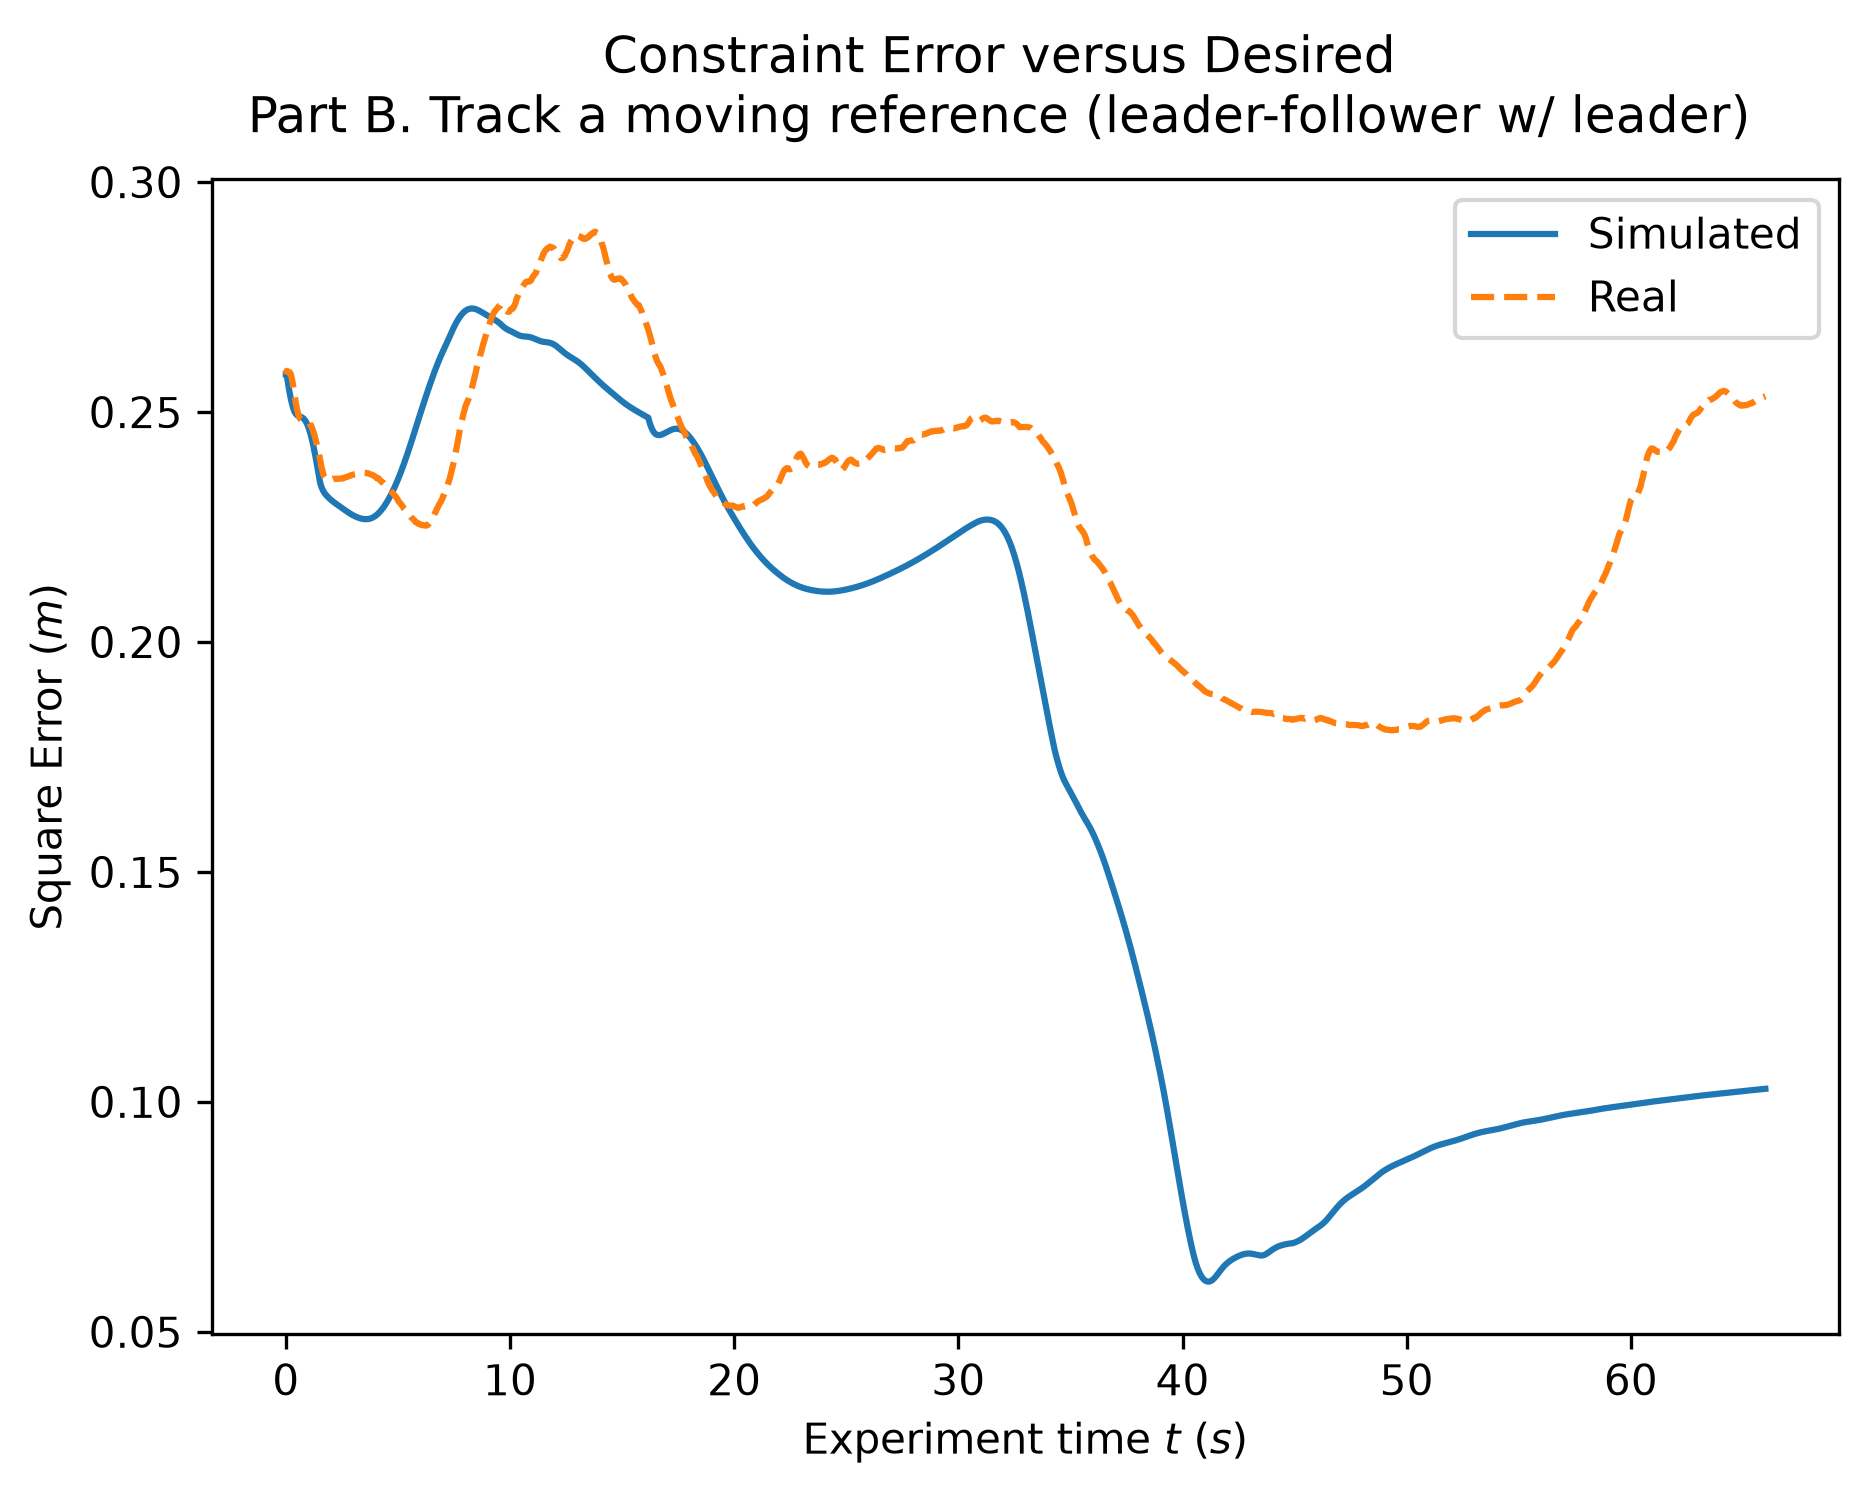 Constraint Error versus Desired
Part B. Track a moving reference (leader-follower w/ leader)
Simulated
Real
Square Error (m)
0.30
0.25
0.20
0.15
0.10
0.05
0 10 20 30 40 50 60
Experiment time t (s)